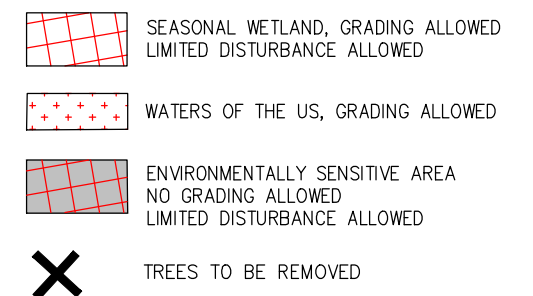 SEASONAL WETLAND, GRADING ALLOWED
LIMITED DISTURBANCE ALLOWED
WATERS OF THE US, GRADING ALLOWED
ENVIRONMENTALLY SENSITIVE AREA
NO GRADING ALLOWED
LIMITED DISTURBANCE ALLOWED
TREES TO BE REMOVED